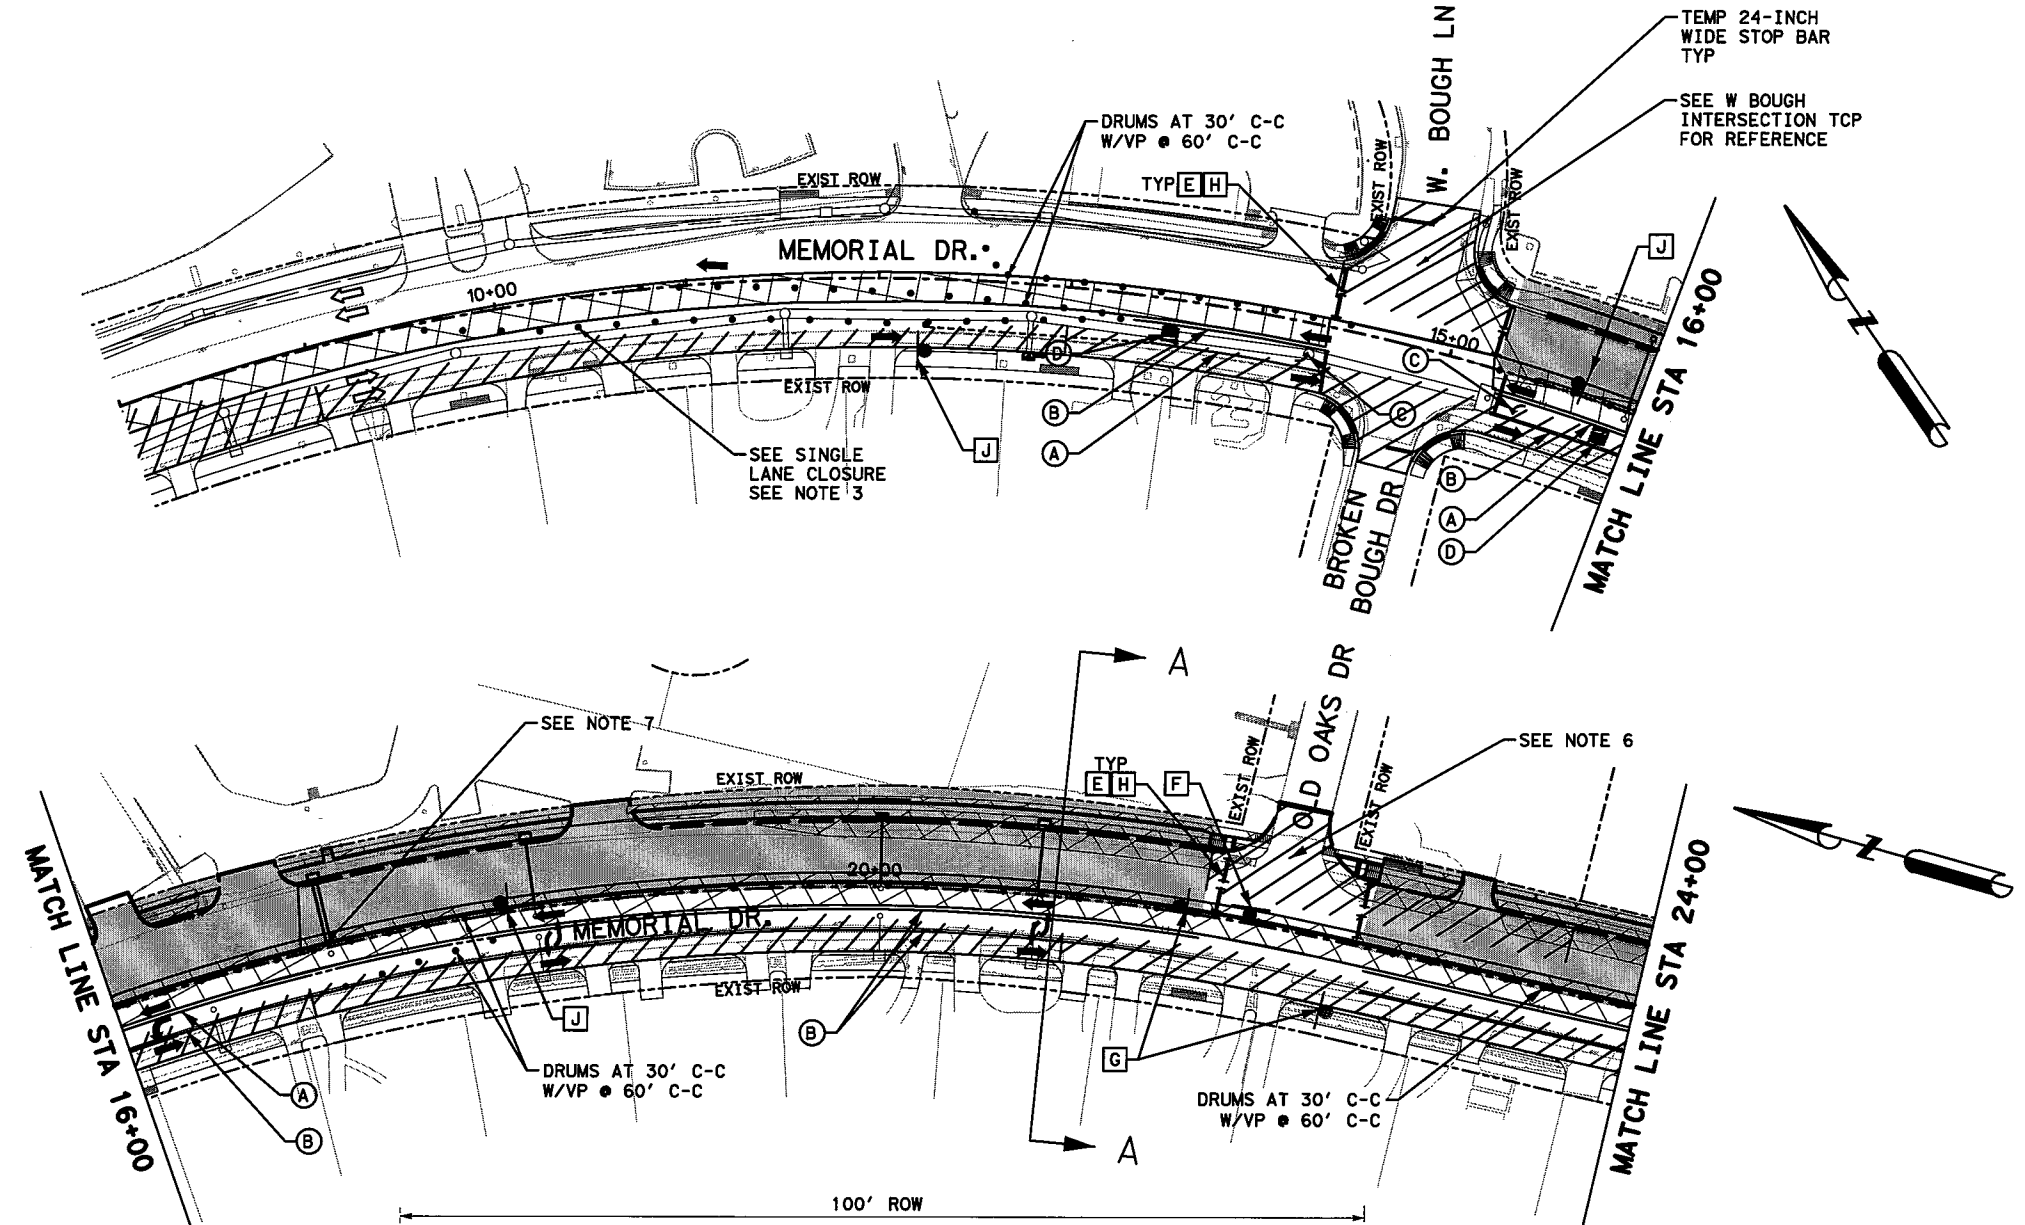 TEMP 24-INCH
WIDE STOP BAR
TYP
W. BOUGH LN
SEE W BOUGH
INTERSECTION TCP
FOR REFERENCE
DRUMS AT 30' C-C
W/VP @ 60' C-C
EXIST ROW
TYP E H
EXIST ROW
EXIST ROW
J
MEMORIAL DR.
10+00
15+00
MATCH LINE STA 16+00
Z
EXIST ROW
D
C
B
C
A
J
SEE SINGLE
LANE CLOSURE
SEE NOTE 3
B
A
D
BROKEN
BOUGH DR
A
SEE NOTE 7
OLD OAKS DR
SEE NOTE 6
EXIST ROW
TYP
E H
F
EXIST ROW
EXIST ROW
MATCH LINE STA 16+00
20+00
MEMORIAL DR.
MATCH LINE STA 24+00
Z
EXIST ROW
J
B
G
DRUMS AT 30' C-C
W/VP @ 60' C-C
A
B
DRUMS AT 30' C-C
W/VP @ 60' C-C
A
100' ROW